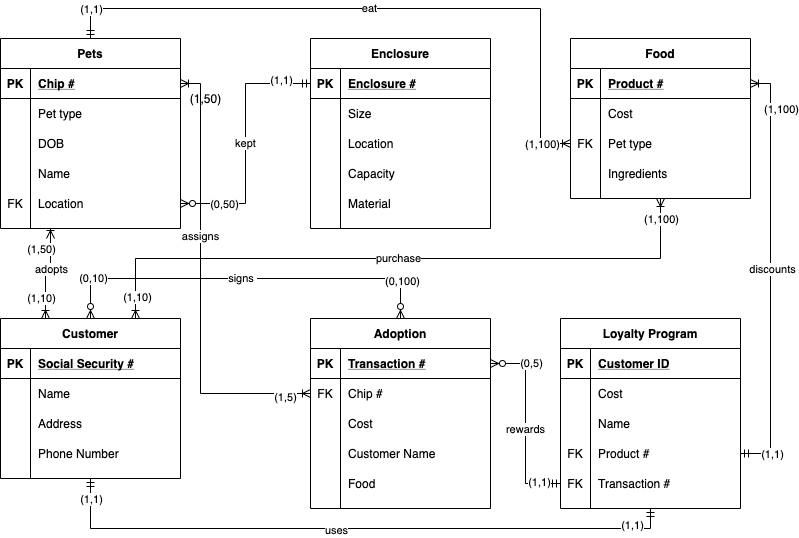 (1,1)
eat
Pets
PK Chip #
Pet type
DOB
Name
FK Location
Enclosure
PK Enclosure #
Size
Location
Capacity
Material
Food
PK Product #
Cost
FK Pet type
Ingredients
(1,50)
(1,1)
kept
(0,50)
(1,100)
(1,100)
(1,100)
assigns
(1,50)
adopts
(1,10)
purchase
(1,10)
(0,10)
signs
(0,100)
discounts
Customer
PK Social Security #
Name
Address
Phone Number
Adoption
PK Transaction #
FK Chip #
Cost
Customer Name
Food
Loyalty Program
PK Customer ID
Cost
Name
FK Product #
FK Transaction #
(1,5)
(0,5)
rewards
(1,1)
(1,1)
(1,1)
uses
(1,1)